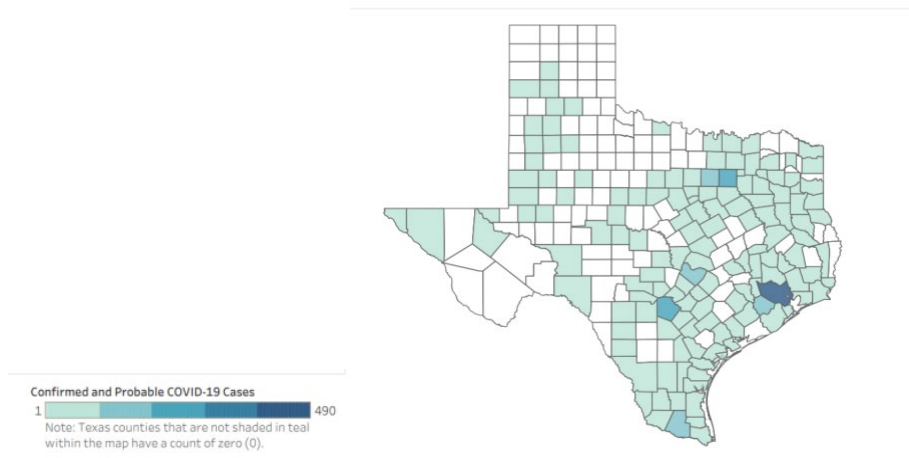 Confirmed and Probable COVID-19 Cases
1 490
Note: Texas counties that are not shaded in teal
within the map have a count of zero (0).